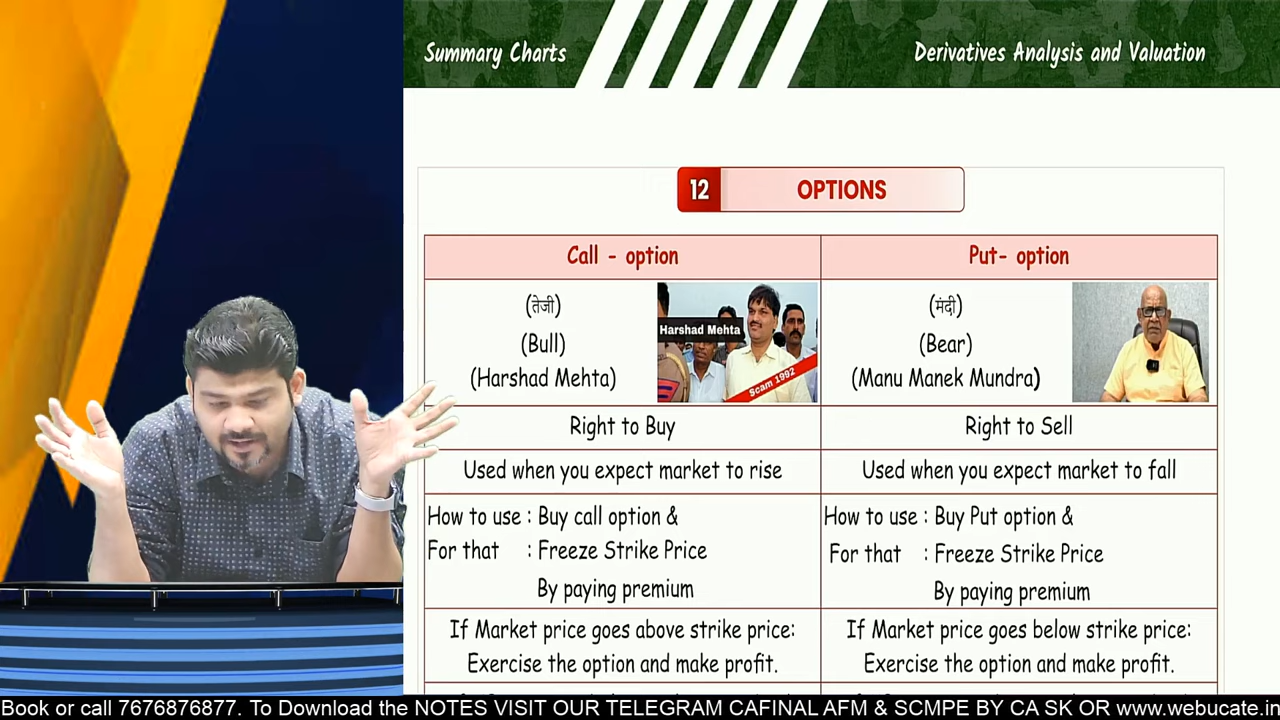 Summary Charts
Derivatives Analysis and Valuation
12 OPTIONS
Call - option
Put- option
(तेजी)
(Bull)
(Harshad Mehta)
Harshad Mehta
Scam 1992
(मंदी)
(Bear)
(Manu Manek Mundra)
Right to Buy
Right to Sell
Used when you expect market to rise
Used when you expect market to fall
How to use : Buy call option &
For that : Freeze Strike Price
By paying premium
How to use : Buy Put option &
For that : Freeze Strike Price
By paying premium
If Market price goes above strike price:
Exercise the option and make profit.
If Market price goes below strike price:
Exercise the option and make profit.
Book or call 7676876877. To Download the NOTES VISIT OUR TELEGRAM CAFINAL AFM & SCMPE BY CA SK OR www.webucate.in